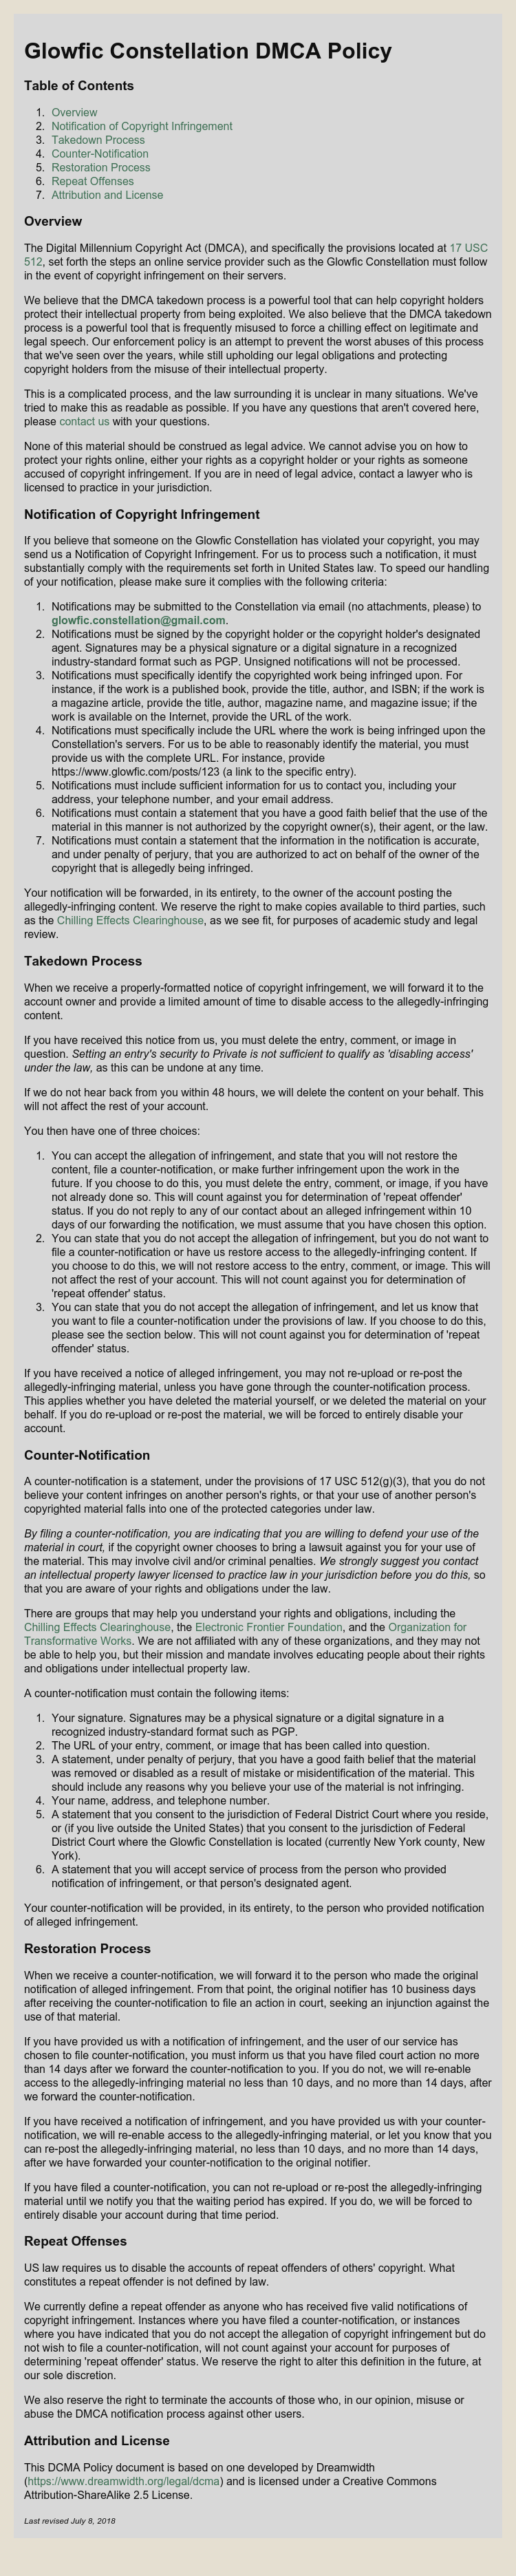 Glowfic Constellation DMCA Policy
Table of Contents
1. Overview
2. Notification of Copyright Infringement
3. Takedown Process
4. Counter-Notification
5. Restoration Process
6. Repeat Offenses
7. Attribution and License
Overview
The Digital Millennium Copyright Act (DMCA), and specifically the provisions located at 17 USC
512, set forth the steps an online service provider such as the Glowfic Constellation must follow
in the event of copyright infringement on their servers.
We believe that the DMCA takedown process is a powerful tool that can help copyright holders
protect their intellectual property from being exploited. We also believe that the DMCA takedown
process is a powerful tool that is frequently misused to force a chilling effect on legitimate and
legal speech. Our enforcement policy is an attempt to prevent the worst abuses of this process
that we've seen over the years, while still upholding our legal obligations and protecting
copyright holders from the misuse of their intellectual property.
This is a complicated process, and the law surrounding it is unclear in many situations. We've
tried to make this as readable as possible. If you have any questions that aren't covered here,
please contact us with your questions.
None of this material should be construed as legal advice. We cannot advise you on how to
protect your rights online, either your rights as a copyright holder or your rights as someone
accused of copyright infringement. If you are in need of legal advice, contact a lawyer who is
licensed to practice in your jurisdiction.
Notification of Copyright Infringement
If you believe that someone on the Glowfic Constellation has violated your copyright, you may
send us a Notification of Copyright Infringement. For us to process such a notification, it must
substantially comply with the requirements set forth in United States law. To speed our handling
of your notification, please make sure it complies with the following criteria:
1. Notifications may be submitted to the Constellation via email (no attachments, please) to
glowfic.constellation@gmail.com.
2. Notifications must be signed by the copyright holder or the copyright holder's designated
agent. Signatures may be a physical signature or a digital signature in a recognized
industry-standard format such as PGP. Unsigned notifications will not be processed.
3. Notifications must specifically identify the copyrighted work being infringed upon. For
instance, if the work is a published book, provide the title, author, and ISBN; if the work is
a magazine article, provide the title, author, magazine name, and magazine issue; if the
work is available on the Internet, provide the URL of the work.
4. Notifications must specifically include the URL where the work is being infringed upon the
Constellation's servers. For us to be able to reasonably identify the material, you must
provide us with the complete URL. For instance, provide
https://www.glowfic.com/posts/123 (a link to the specific entry).
5. Notifications must include sufficient information for us to contact you, including your
address, your telephone number, and your email address.
6. Notifications must contain a statement that you have a good faith belief that the use of the
material in this manner is not authorized by the copyright owner(s), their agent, or the law.
7. Notifications must contain a statement that the information in the notification is accurate,
and under penalty of perjury, that you are authorized to act on behalf of the owner of the
copyright that is allegedly being infringed.
Your notification will be forwarded, in its entirety, to the owner of the account posting the
allegedly-infringing content. We reserve the right to make copies available to third parties, such
as the Chilling Effects Clearinghouse, as we see fit, for purposes of academic study and legal
review.
Takedown Process
When we receive a properly-formatted notice of copyright infringement, we will forward it to the
account owner and provide a limited amount of time to disable access to the allegedly-infringing
content.
If you have received this notice from us, you must delete the entry, comment, or image in
question. Setting an entry's security to Private is not sufficient to qualify as 'disabling access'
under the law, as this can be undone at any time.
If we do not hear back from you within 48 hours, we will delete the content on your behalf. This
will not affect the rest of your account.
You then have one of three choices:
1. You can accept the allegation of infringement, and state that you will not restore the
content, file a counter-notification, or make further infringement upon the work in the
future. If you choose to do this, you must delete the entry, comment, or image, if you have
not already done so. This will count against you for determination of 'repeat offender'
status. If you do not reply to any of our contact about an alleged infringement within 10
days of our forwarding the notification, we must assume that you have chosen this option.
2. You can state that you do not accept the allegation of infringement, but you do not want to
file a counter-notification or have us restore access to the allegedly-infringing content. If
you choose to do this, we will not restore access to the entry, comment, or image. This will
not affect the rest of your account. This will not count against you for determination of
'repeat offender' status.
3. You can state that you do not accept the allegation of infringement, and let us know that
you want to file a counter-notification under the provisions of law. If you choose to do this,
please see the section below. This will not count against you for determination of 'repeat
offender' status.
If you have received a notice of alleged infringement, you may not re-upload or re-post the
allegedly-infringing material, unless you have gone through the counter-notification process.
This applies whether you have deleted the material yourself, or we deleted the material on your
behalf. If you do re-upload or re-post the material, we will be forced to entirely disable your
account.
Counter-Notification
A counter-notification is a statement, under the provisions of 17 USC 512(g)(3), that you do not
believe your content infringes on another person's rights, or that your use of another person's
copyrighted material falls into one of the protected categories under law.
By filing a counter-notification, you are indicating that you are willing to defend your use of the
material in court, if the copyright owner chooses to bring a lawsuit against you for your use of
the material. This may involve civil and/or criminal penalties. We strongly suggest you contact
an intellectual property lawyer licensed to practice law in your jurisdiction before you do this, so
that you are aware of your rights and obligations under the law.
There are groups that may help you understand your rights and obligations, including the
Chilling Effects Clearinghouse, the Electronic Frontier Foundation, and the Organization for
Transformative Works. We are not affiliated with any of these organizations, and they may not
be able to help you, but their mission and mandate involves educating people about their rights
and obligations under intellectual property law.
A counter-notification must contain the following items:
1. Your signature. Signatures may be a physical signature or a digital signature in a
recognized industry-standard format such as PGP.
2. The URL of your entry, comment, or image that has been called into question.
3. A statement, under penalty of perjury, that you have a good faith belief that the material
was removed or disabled as a result of mistake or misidentification of the material. This
should include any reasons why you believe your use of the material is not infringing.
4. Your name, address, and telephone number.
5. A statement that you consent to the jurisdiction of Federal District Court where you reside,
or (if you live outside the United States) that you consent to the jurisdiction of Federal
District Court where the Glowfic Constellation is located (currently New York county, New
York).
6. A statement that you will accept service of process from the person who provided
notification of infringement, or that person's designated agent.
Your counter-notification will be provided, in its entirety, to the person who provided notification
of alleged infringement.
Restoration Process
When we receive a counter-notification, we will forward it to the person who made the original
notification of alleged infringement. From that point, the original notifier has 10 business days
after receiving the counter-notification to file an action in court, seeking an injunction against the
use of that material.
If you have provided us with a notification of infringement, and the user of our service has
chosen to file counter-notification, you must inform us that you have filed court action no more
than 14 days after we forward the counter-notification to you. If you do not, we will re-enable
access to the allegedly-infringing material no less than 10 days, and no more than 14 days, after
we forward the counter-notification.
If you have received a notification of infringement, and you have provided us with your counter-
notification, we will re-enable access to the allegedly-infringing material, or let you know that you
can re-post the allegedly-infringing material, no less than 10 days, and no more than 14 days,
after we have forwarded your counter-notification to the original notifier.
If you have filed a counter-notification, you can not re-upload or re-post the allegedly-infringing
material until we notify you that the waiting period has expired. If you do, we will be forced to
entirely disable your account during that time period.
Repeat Offenses
US law requires us to disable the accounts of repeat offenders of others' copyright. What
constitutes a repeat offender is not defined by law.
We currently define a repeat offender as anyone who has received five valid notifications of
copyright infringement. Instances where you have filed a counter-notification, or instances
where you have indicated that you do not accept the allegation of copyright infringement but do
not wish to file a counter-notification, will not count against your account for purposes of
determining 'repeat offender' status. We reserve the right to alter this definition in the future, at
our sole discretion.
We also reserve the right to terminate the accounts of those who, in our opinion, misuse or
abuse the DMCA notification process against other users.
Attribution and License
This DCMA Policy document is based on one developed by Dreamwidth
(https://www.dreamwidth.org/legal/dcma) and is licensed under a Creative Commons
Attribution-ShareAlike 2.5 License.
Last revised July 8, 2018